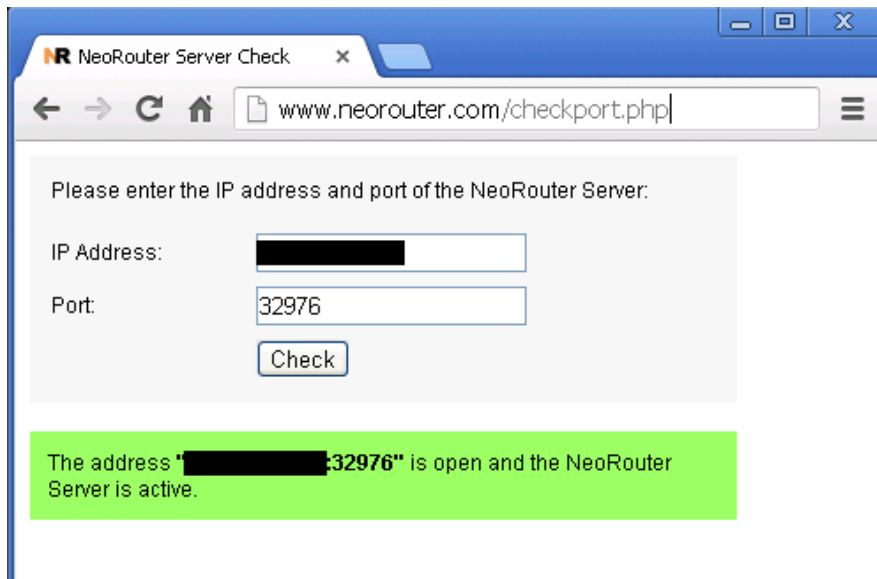 NR NeoRouter Server Check
www.neorouter.com/checkport.php
Please enter the IP address and port of the NeoRouter Server:
IP Address:
Port: 32976
Check
The address " :32976" is open and the NeoRouter
Server is active.